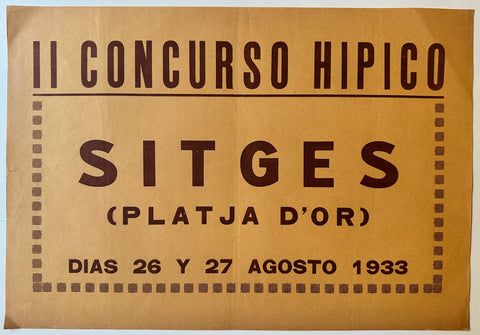 II CONCURSO HIPICO
SITGES
(PLATJA D'OR)
DIAS 26 Y 27 AGOSTO 1933